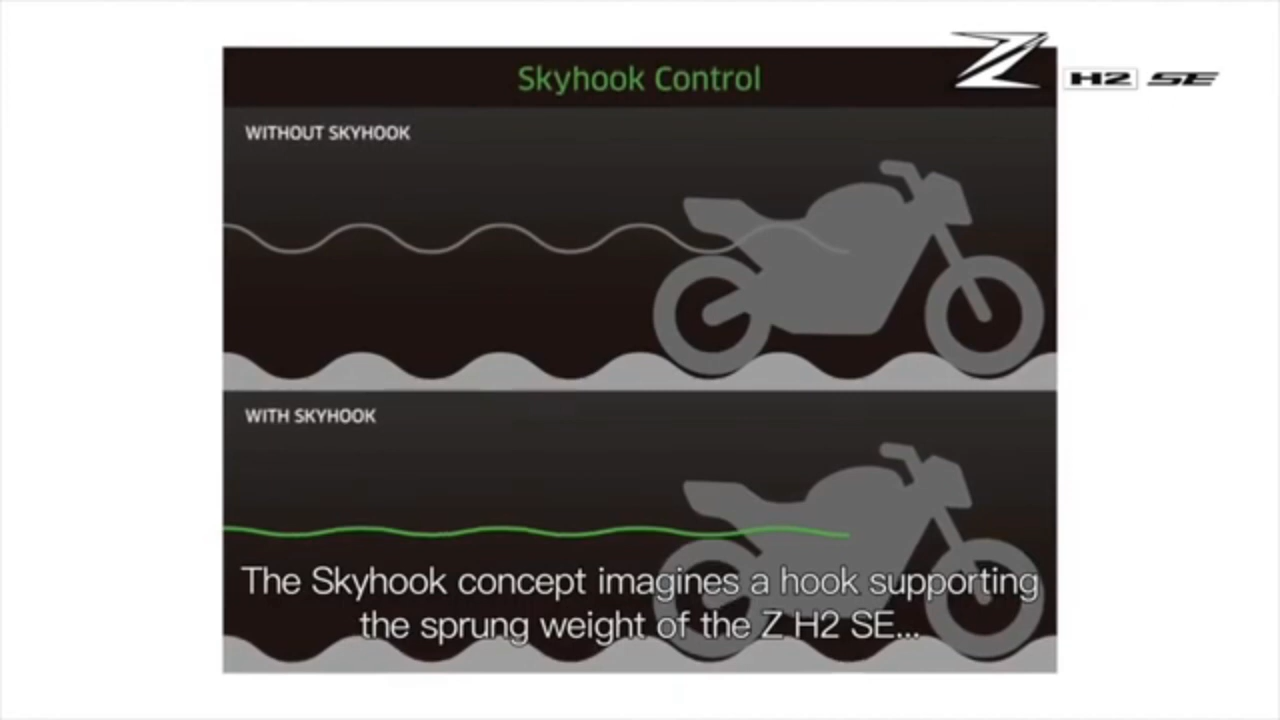 Skyhook Control
Z H2 SE
WITHOUT SKYHOOK
WITH SKYHOOK
The Skyhook concept imagines a hook supporting
the sprung weight of the Z H2 SE...